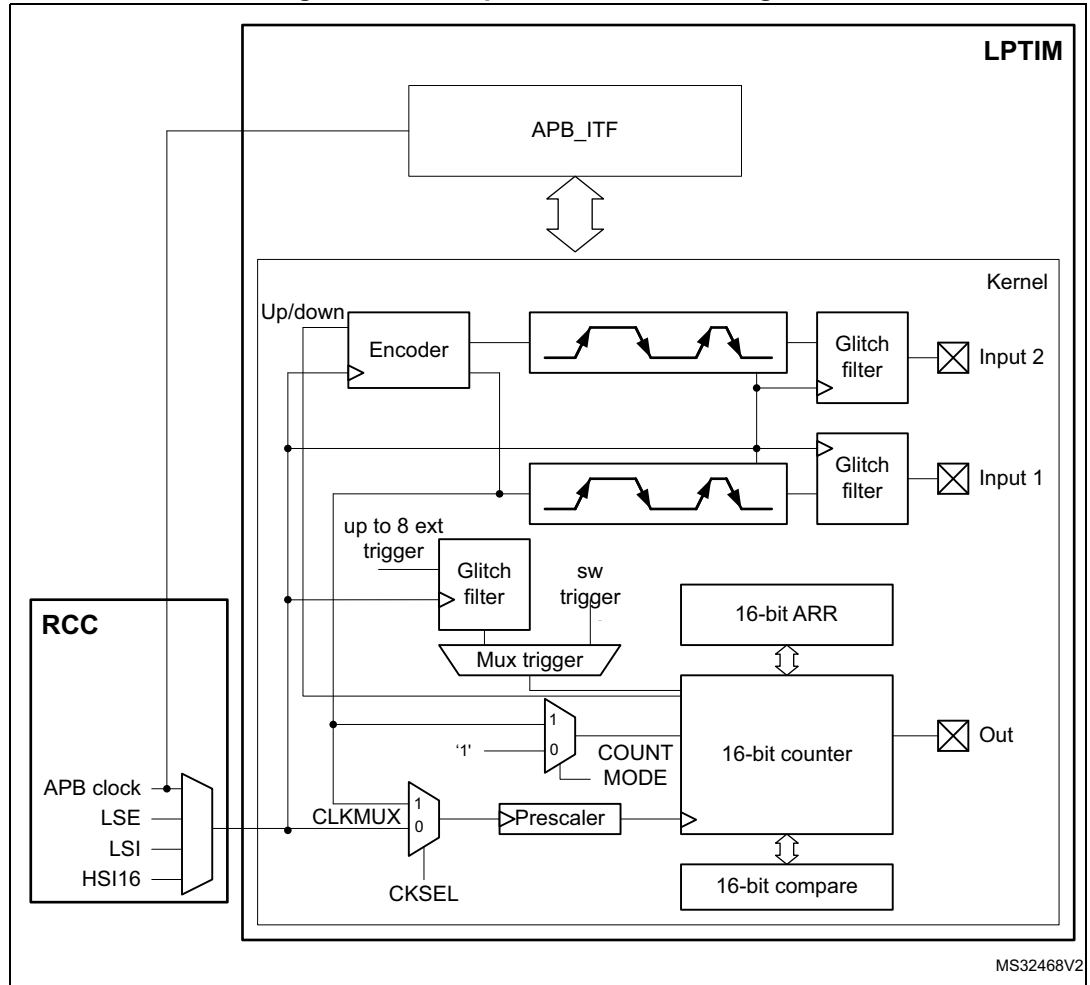 LPTIM
APB_ITF
Kernel
Up/down
Encoder
Glitch
filter
Input 2
Glitch
filter
Input 1
up to 8 ext
trigger
Glitch
filter
sw
trigger
Mux trigger
16-bit ARR
RCC
1
0
'1'
COUNT
MODE
16-bit counter
Out
APB clock
LSE
LSI
HSI16
CLKMUX
1
0
CKSEL
Prescaler
16-bit compare
MS32468V2